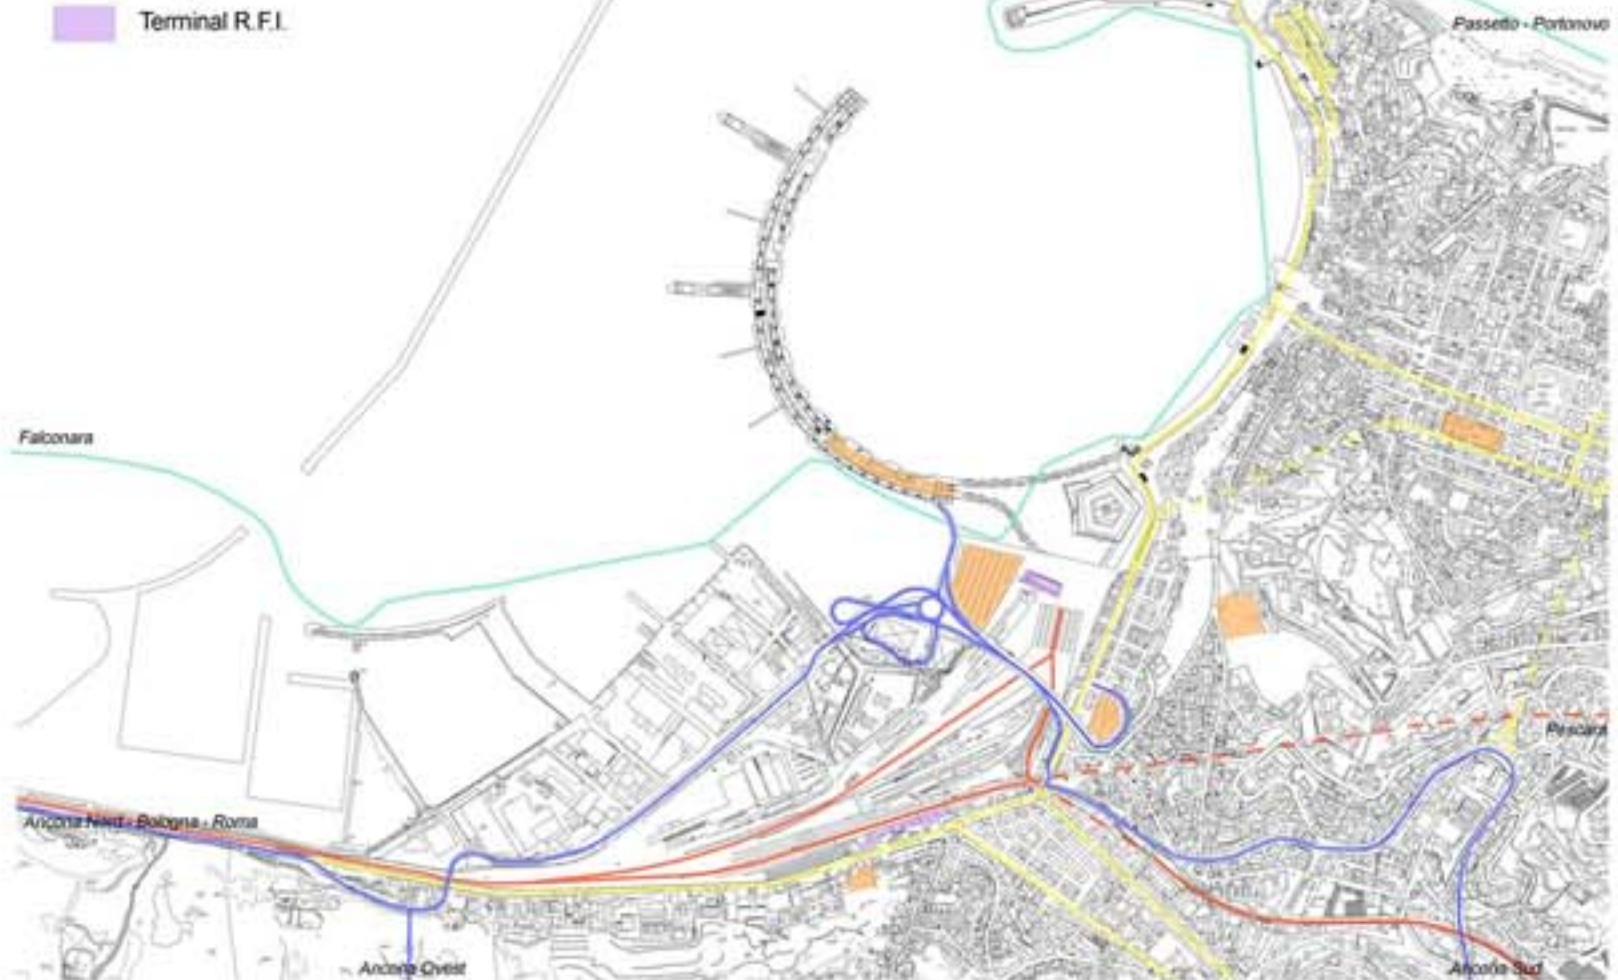 Terminal R.F.I.
Passetto - Portonovo
Falconara
Pescara
Ancona Nord - Bologna - Roma
Ancona Ovest
Ancona Sud